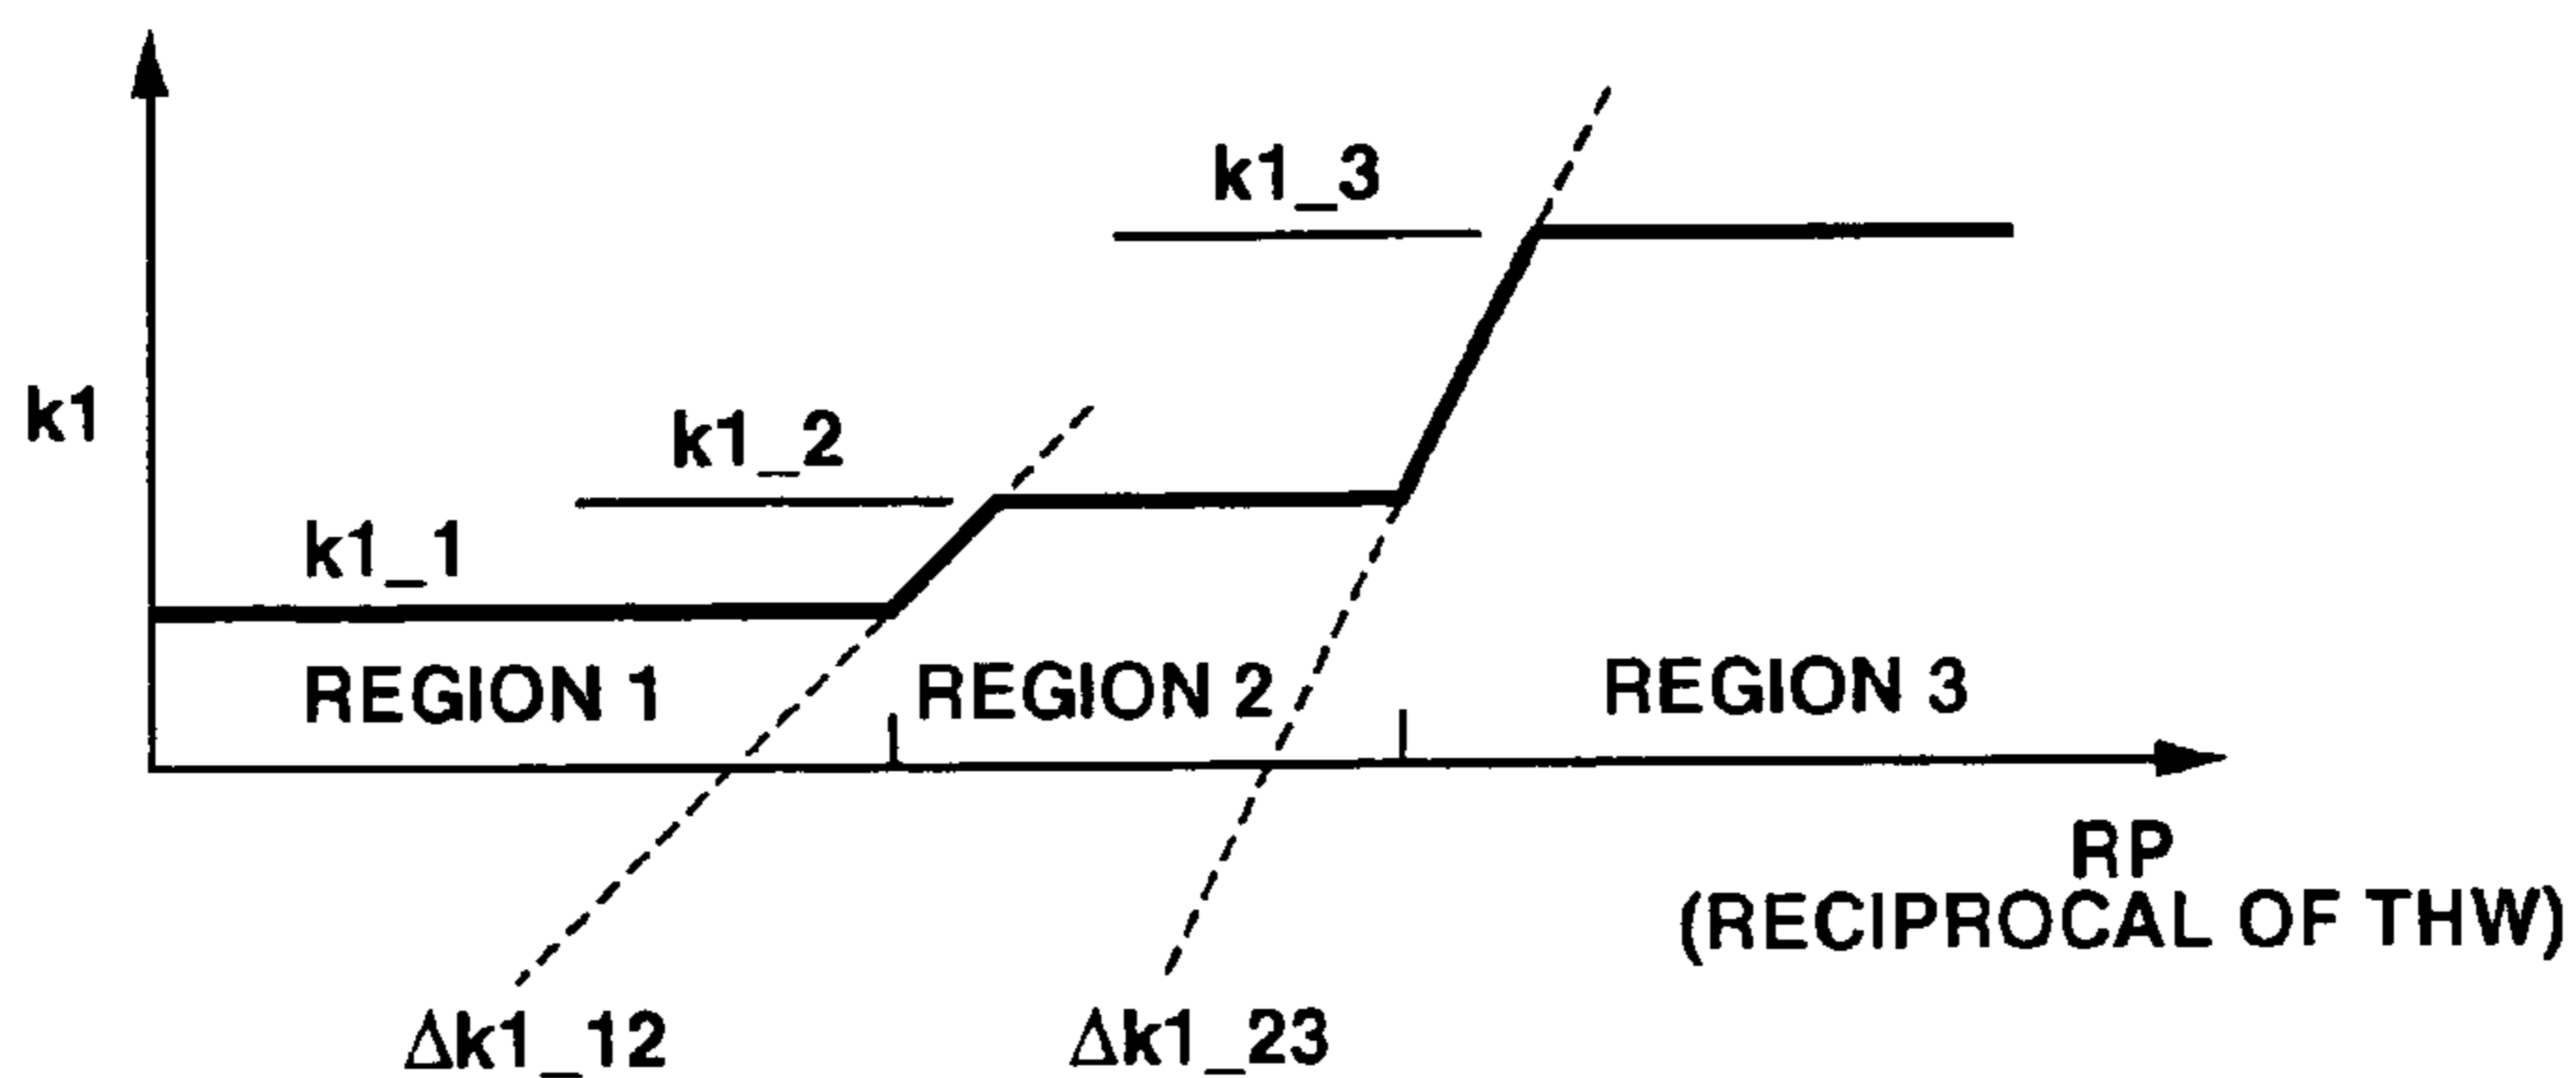 k1_3
k1
k1_2
k1_1
REGION 1
REGION 2
REGION 3
RP
(RECIPROCAL OF THW)
Δk1_12
Δk1_23